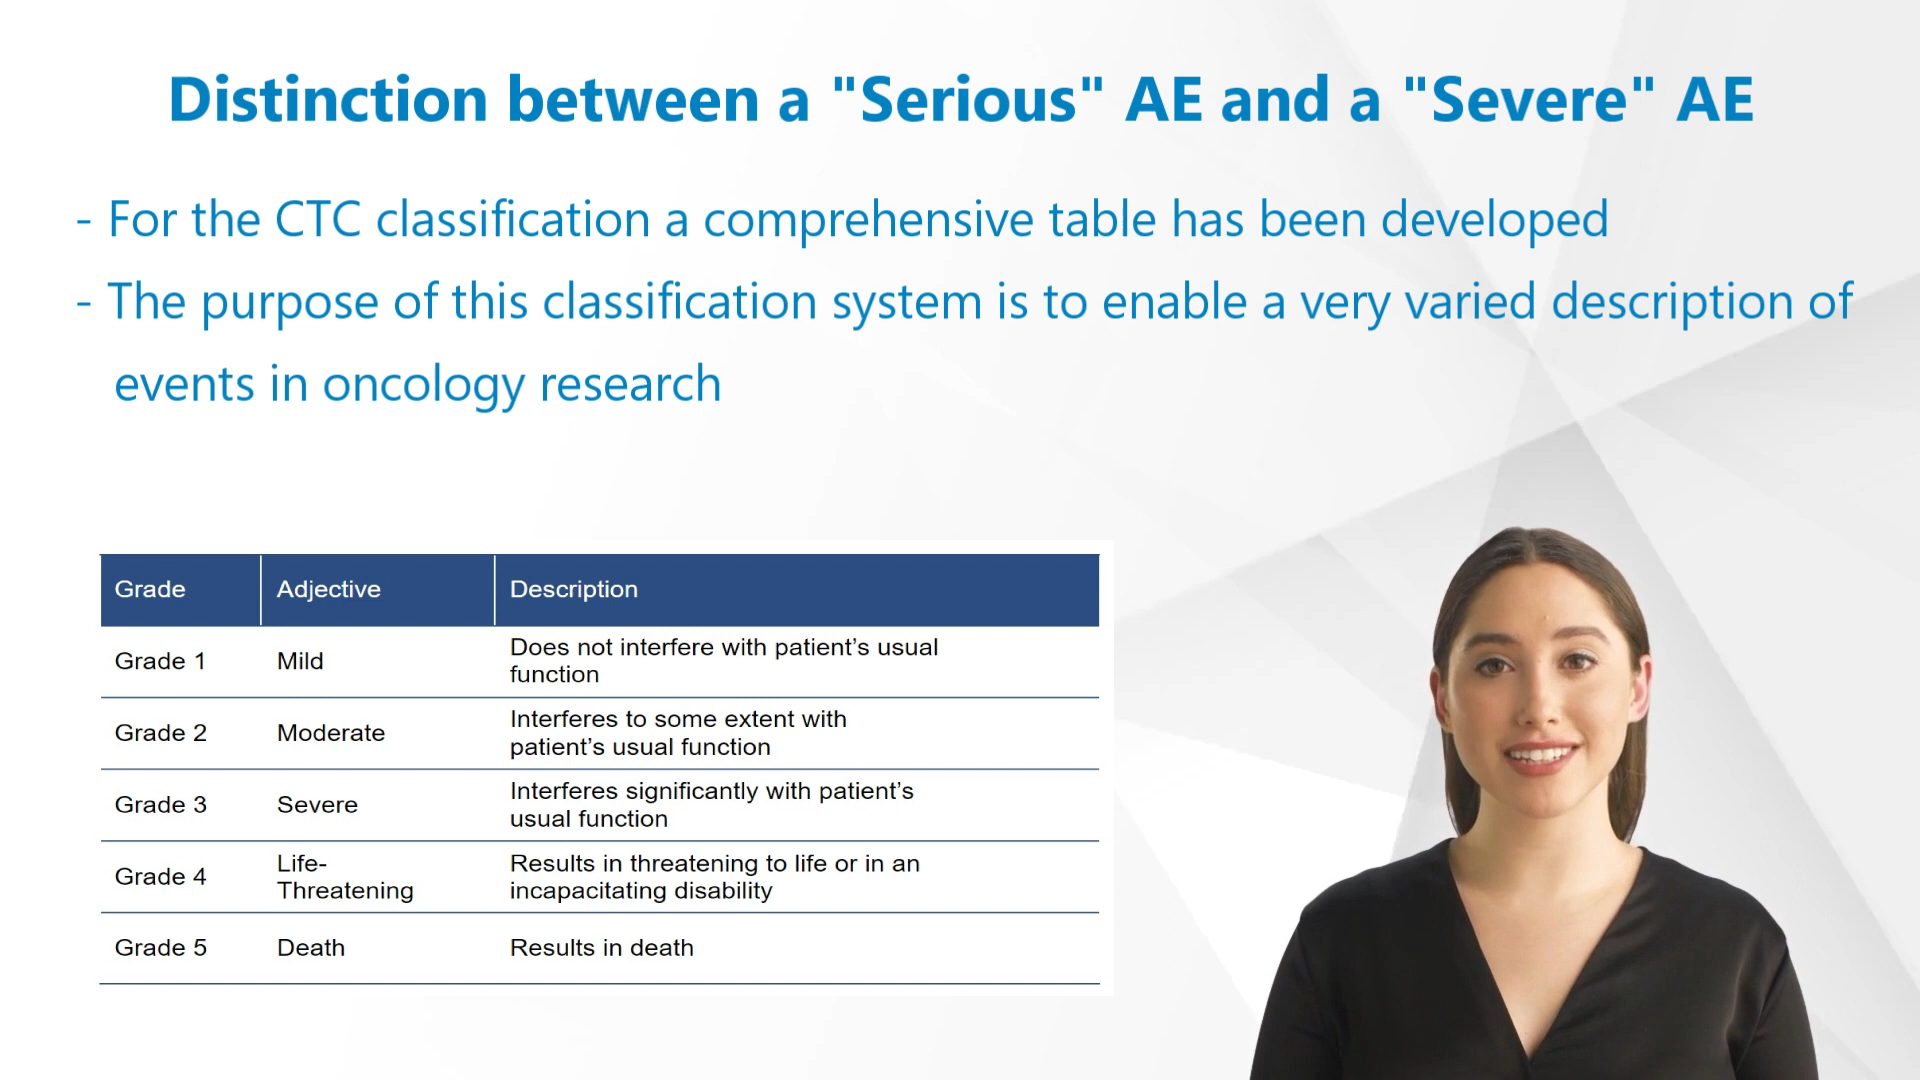 Distinction between a "Serious" AE and a "Severe" AE
- For the CTC classification a comprehensive table has been developed
- The purpose of this classification system is to enable a very varied description of
events in oncology research
Grade Adjective Description
Grade 1 Mild Does not interfere with patient’s usual
function
Grade 2 Moderate Interferes to some extent with
patient’s usual function
Grade 3 Severe Interferes significantly with patient’s
usual function
Grade 4 Life-
Threatening Results in threatening to life or in an
incapacitating disability
Grade 5 Death Results in death